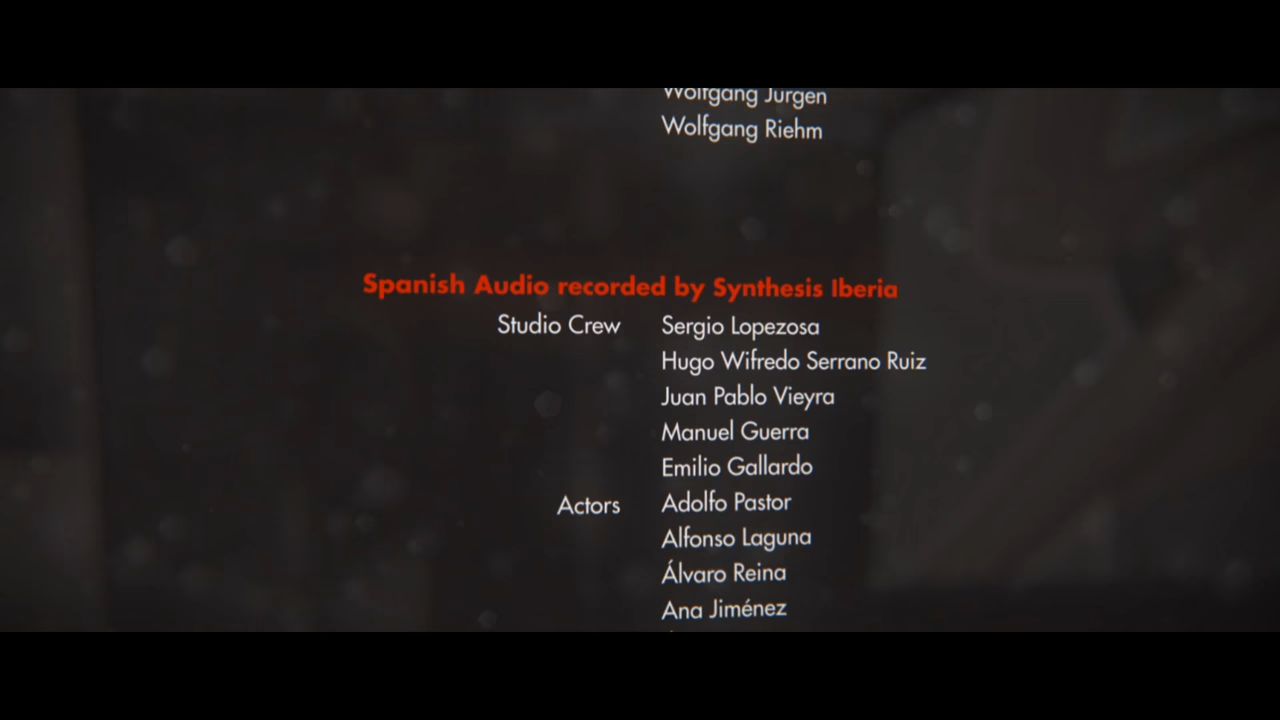 Wolfgang Jürgen
Wolfgang Riehm
Spanish Audio recorded by Synthesis Iberia
Studio Crew Sergio Lopezosa
Hugo Wifredo Serrano Ruiz
Juan Pablo Vieyra
Manuel Guerra
Emilio Gallardo
Actors Adolfo Pastor
Alfonso Laguna
Álvaro Reina
Ana Jiménez